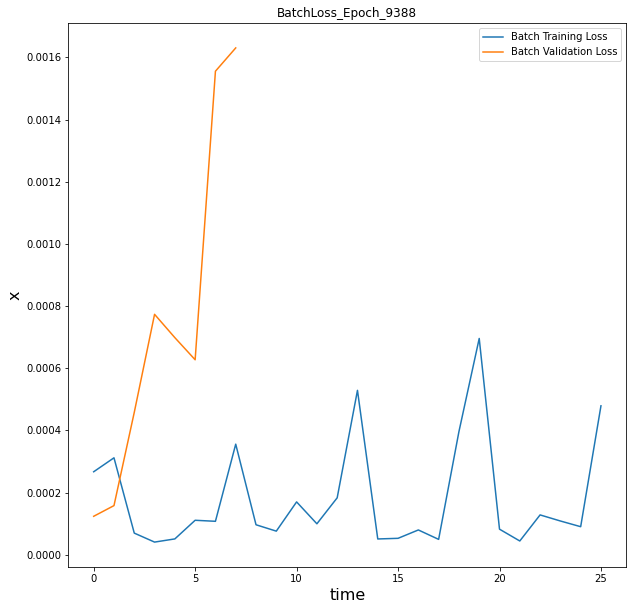 BatchLoss_Epoch_9388
Batch Training Loss
Batch Validation Loss
x
0.0016
0.0014
0.0012
0.0010
0.0008
0.0006
0.0004
0.0002
0.0000
0 5 10 15 20 25
time